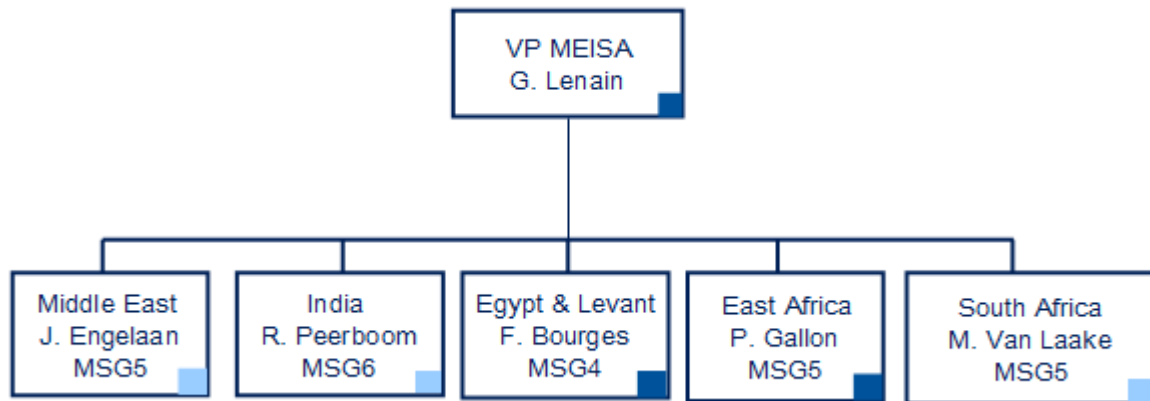 VP MEISA
G. Lenain
Middle East
J. Engelaan
MSG5
India
R. Peerboom
MSG6
Egypt & Levant
F. Bourges
MSG4
East Africa
P. Gallon
MSG5
South Africa
M. Van Laake
MSG5